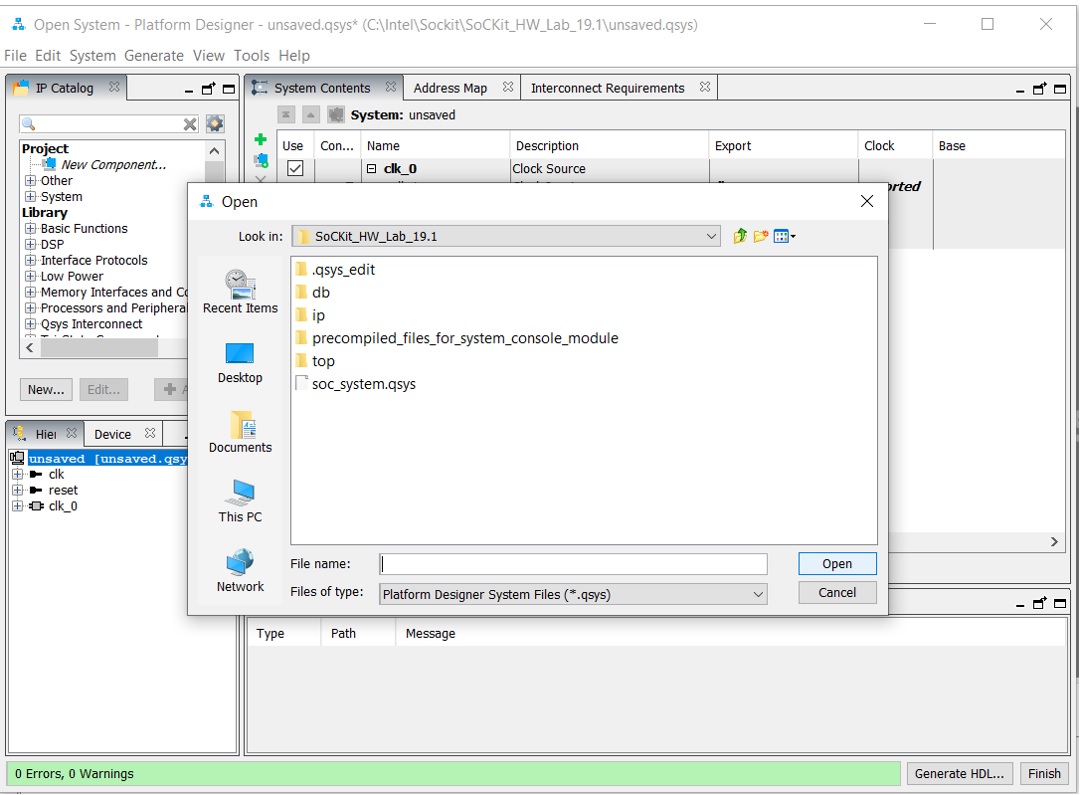 Open System - Platform Designer - unsaved.qsys* (C:\Intel\Sockit\SoCKit_HW_Lab_19.1\unsaved.qsys)
File Edit System Generate View Tools Help
IP Catalog
System Contents Address Map Interconnect Requirements
System: unsaved
Use Con... Name Description Export Clock Base
clk_0 Clock Source
orted
Project
New Component...
Other
System
Library
Basic Functions
DSP
Interface Protocols
Low Power
Memory Interfaces and Co
Processors and Peripheral
Qsys Interconnect
New... Edit...
Hier Device
unsaved [unsaved.qsy
clk
reset
clk_0
Open
Look in: SoCKit_HW_Lab_19.1
Recent Items
Desktop
Documents
This PC
Network
.qsys_edit
db
ip
precompiled_files_for_system_console_module
top
soc_system.qsys
File name: Open
Files of type: Platform Designer System Files (*.qsys) Cancel
Type Path Message
0 Errors, 0 Warnings Generate HDL... Finish